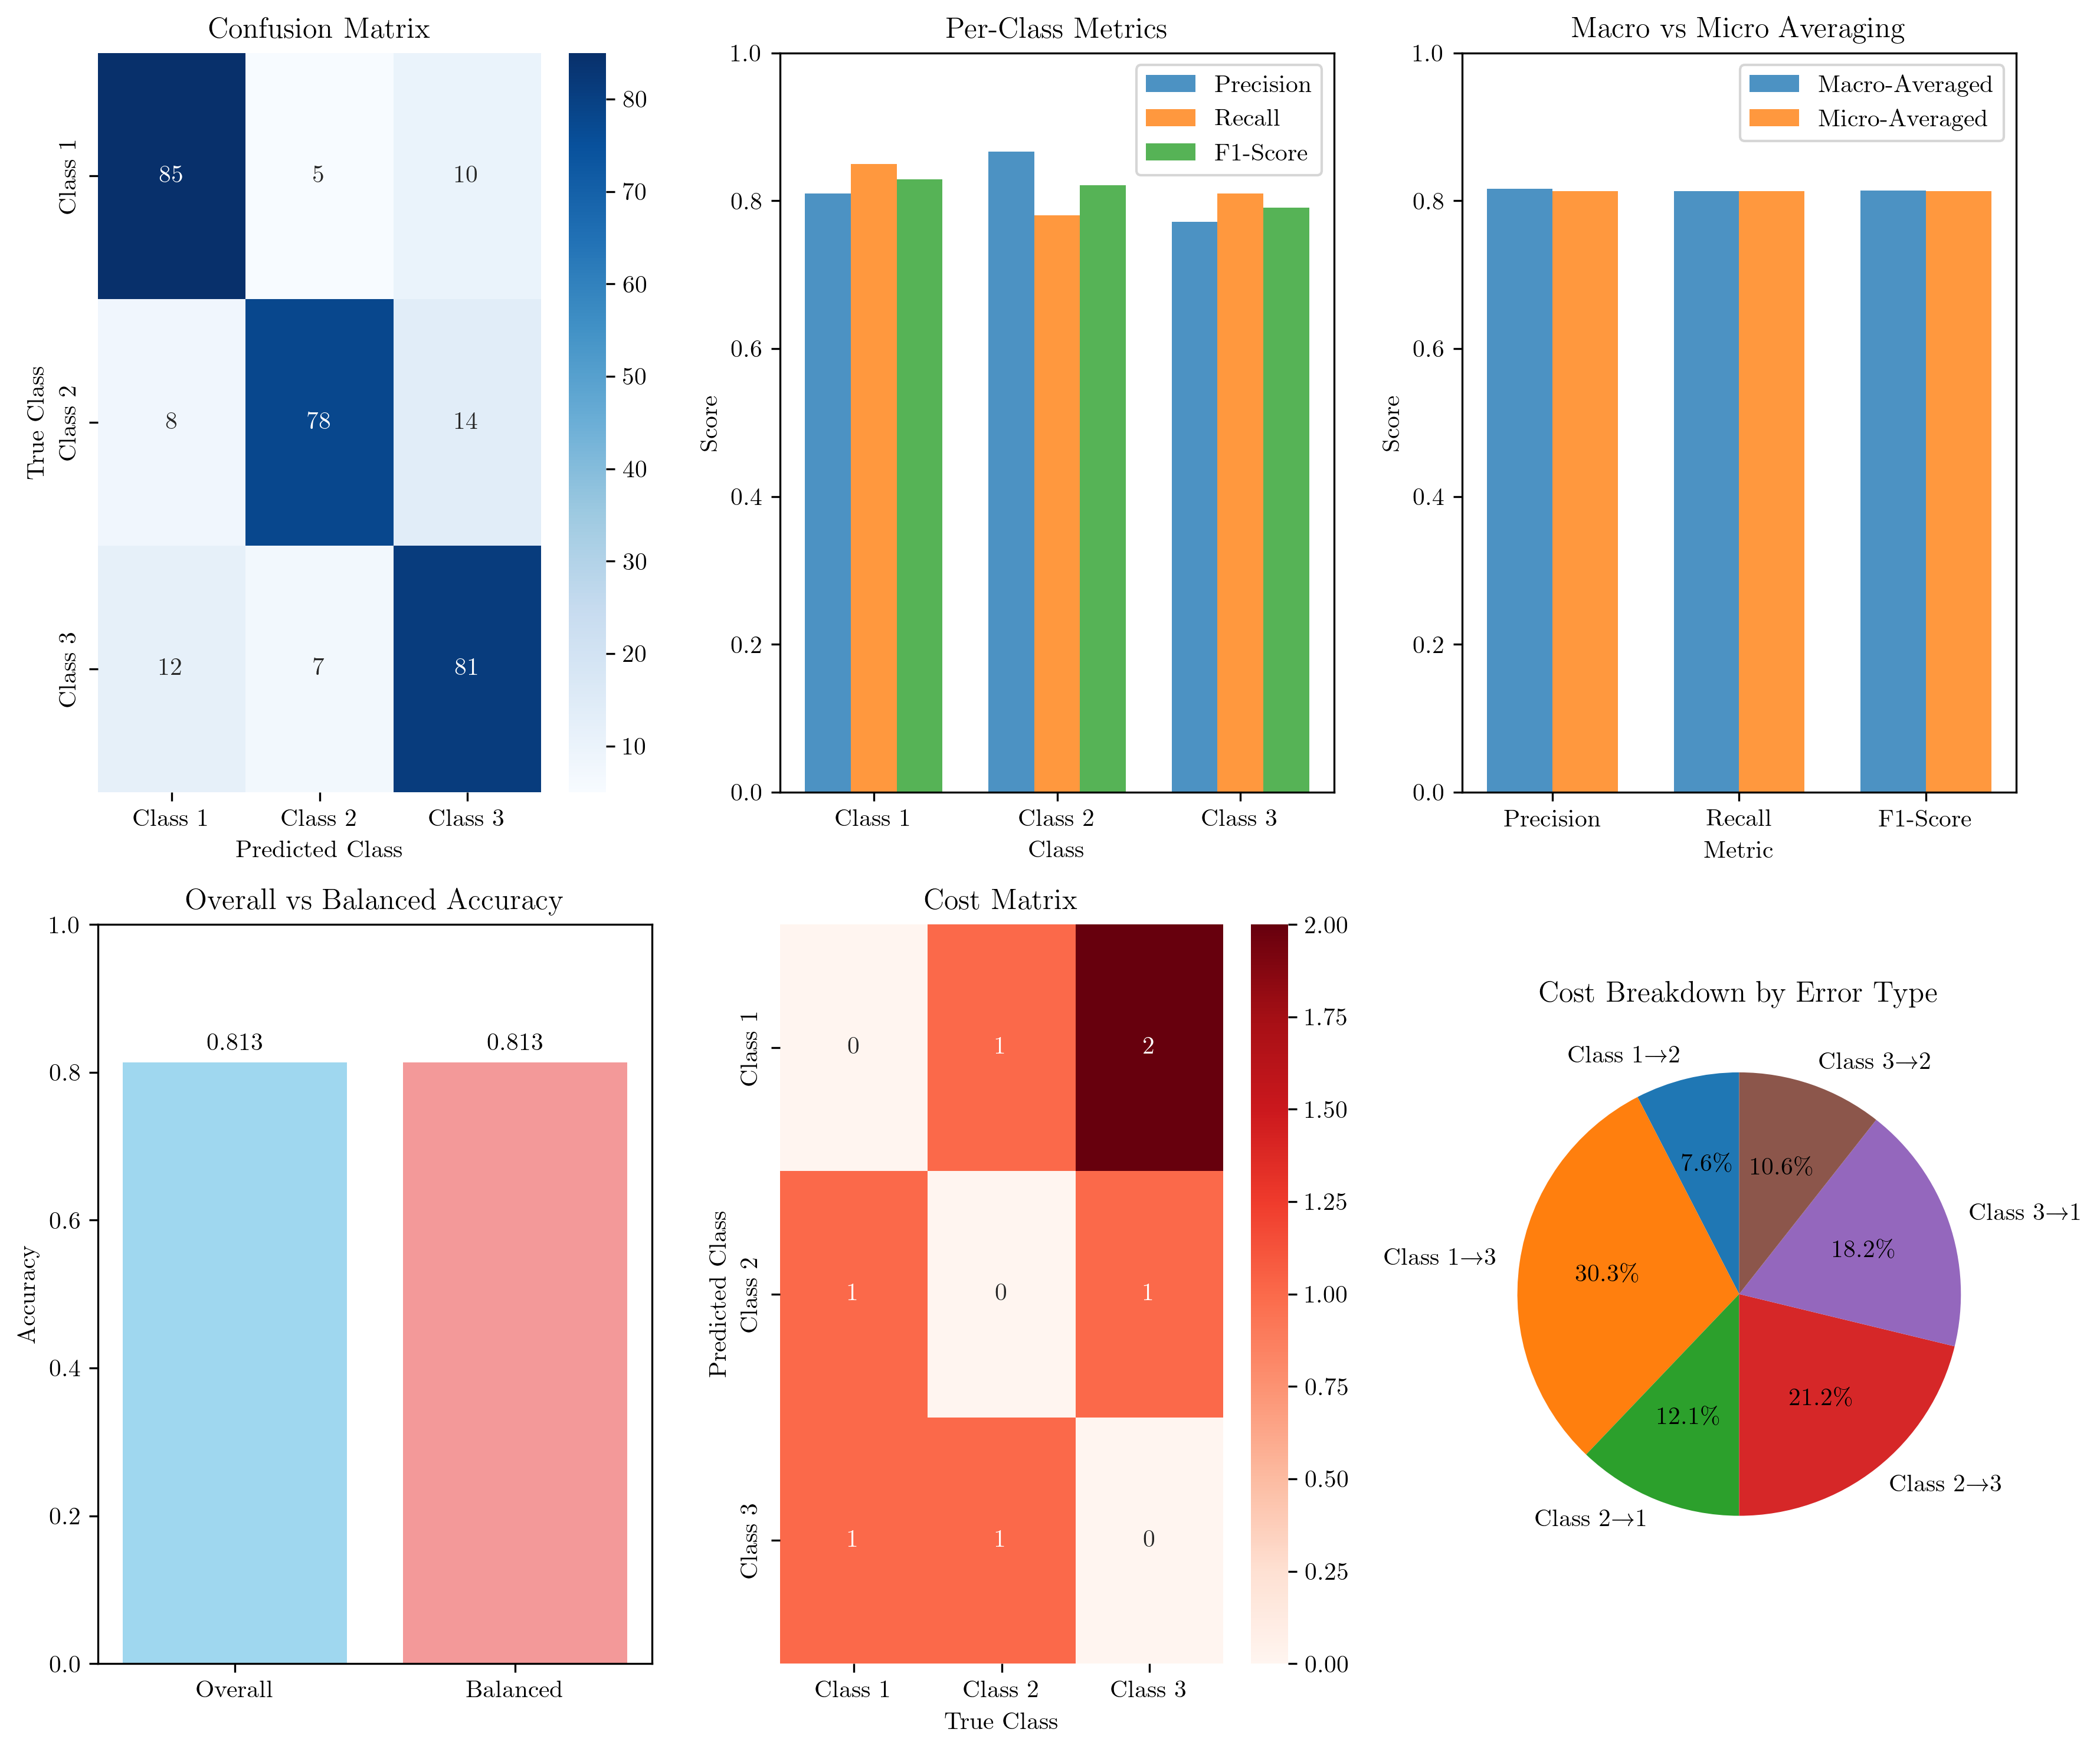 Confusion Matrix
True Class
Class 1
Class 2
Class 3
85 5 10
8 78 14
12 7 81
Class 1 Class 2 Class 3
Predicted Class
80
70
60
50
40
30
20
10
Per-Class Metrics
Score
1.0
0.8
0.6
0.4
0.2
0.0
Precision
Recall
F1-Score
Class 1 Class 2 Class 3
Class
Macro vs Micro Averaging
Score
1.0
0.8
0.6
0.4
0.2
0.0
Macro-Averaged
Micro-Averaged
Precision Recall F1-Score
Metric
Overall vs Balanced Accuracy
Accuracy
1.0
0.8
0.6
0.4
0.2
0.0
0.813 0.813
Overall Balanced
Cost Matrix
Predicted Class
Class 1
Class 2
Class 3
0 1 2
1 0 1
1 1 0
Class 1 Class 2 Class 3
True Class
2.00
1.75
1.50
1.25
1.00
0.75
0.50
0.25
0.00
Cost Breakdown by Error Type
Class 1→2
7.6%
Class 1→3
30.3%
Class 2→1
12.1%
Class 2→3
21.2%
Class 3→1
18.2%
Class 3→2
10.6%